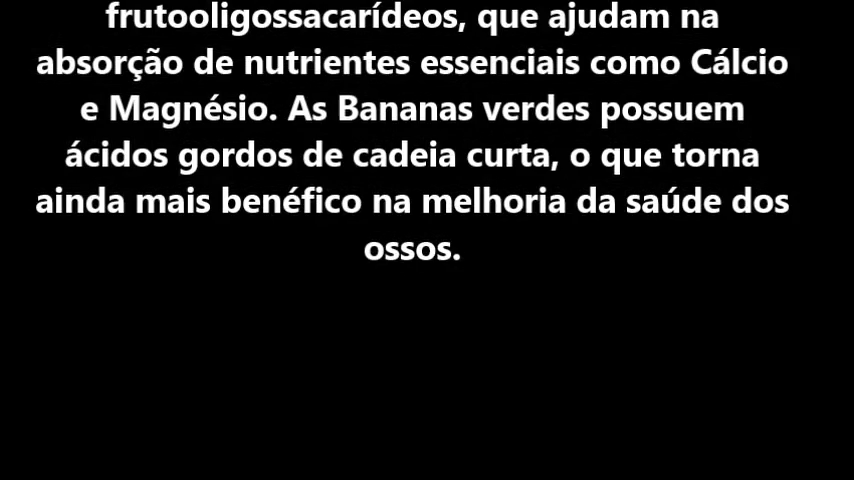 frutooligossacarídeos, que ajudam na
absorção de nutrientes essenciais como Cálcio
e Magnésio. As Bananas verdes possuem
ácidos gordos de cadeia curta, o que torna
ainda mais benéfico na melhoria da saúde dos
ossos.